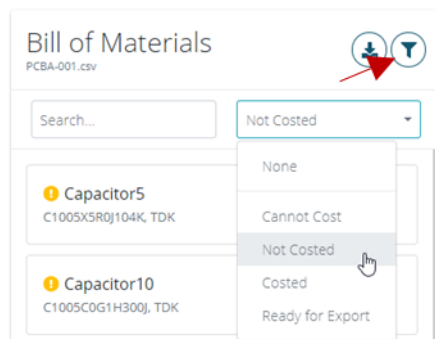 Bill of Materials
PCBA-001.csv
Search...
Not Costed
None
Cannot Cost
Not Costed
Costed
Ready for Export
Capacitor5
C1005X5R0J104K, TDK
Capacitor10
C1005C0G1H300J, TDK